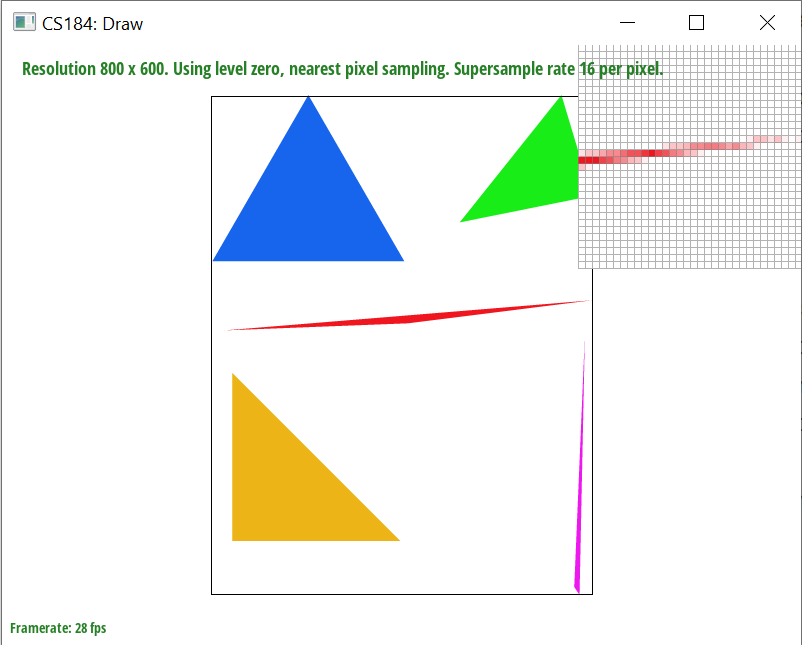 CS184: Draw
Resolution 800 x 600. Using level zero, nearest pixel sampling. Supersample rate 16 per pixel.
Framerate: 28 fps